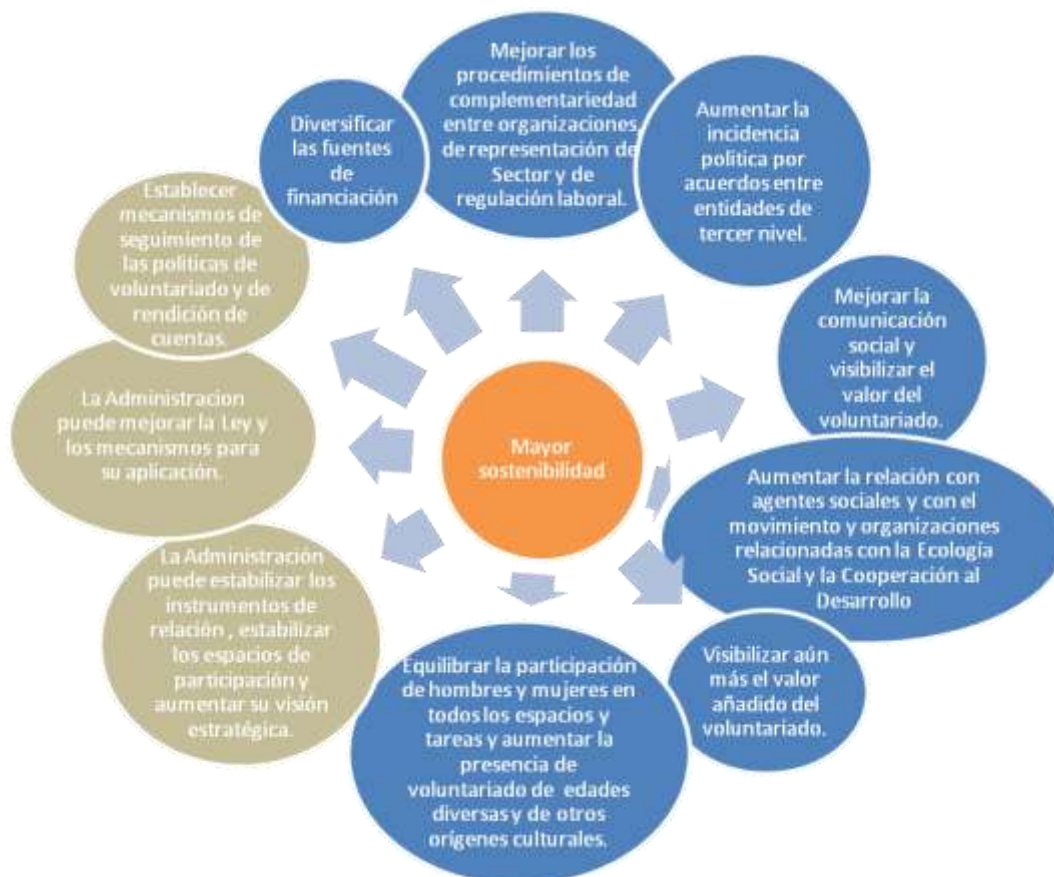 Mejorar los
procedimientos de
complementariedad
entre organizaciones,
de representación de
Sector y de
regulación laboral.
Aumentar la
incidencia
política por
acuerdos entre
entidades de
tercer nivel.
Mejorar la
comunicación
social y
visibilizar el
valor del
voluntariado.
Aumentar la relación con
agentes sociales y con el
movimiento y organizaciones
relacionadas con la Ecología
Social y la Cooperación al
Desarrollo
Visibilizar aún
más el valor
añadido del
voluntariado.
Equilibrar la participación
de hombres y mujeres en
todos los espacios y
tareas y aumentar la
presencia de
voluntariado de edades
diversas y de otros
orígenes culturales.
La Administración
puede estabilizar los
instrumentos de
relación , estabilizar
los espacios de
participación y
aumentar su visión
estratégica.
La Administracion
puede mejorar la Ley y
los mecanismos para
su aplicación.
Establecer
mecanismos de
seguimiento de
las políticas de
voluntariado y de
rendición de
cuentas.
Diversificar
las fuentes
de
financiación
Mayor
sostenibilidad